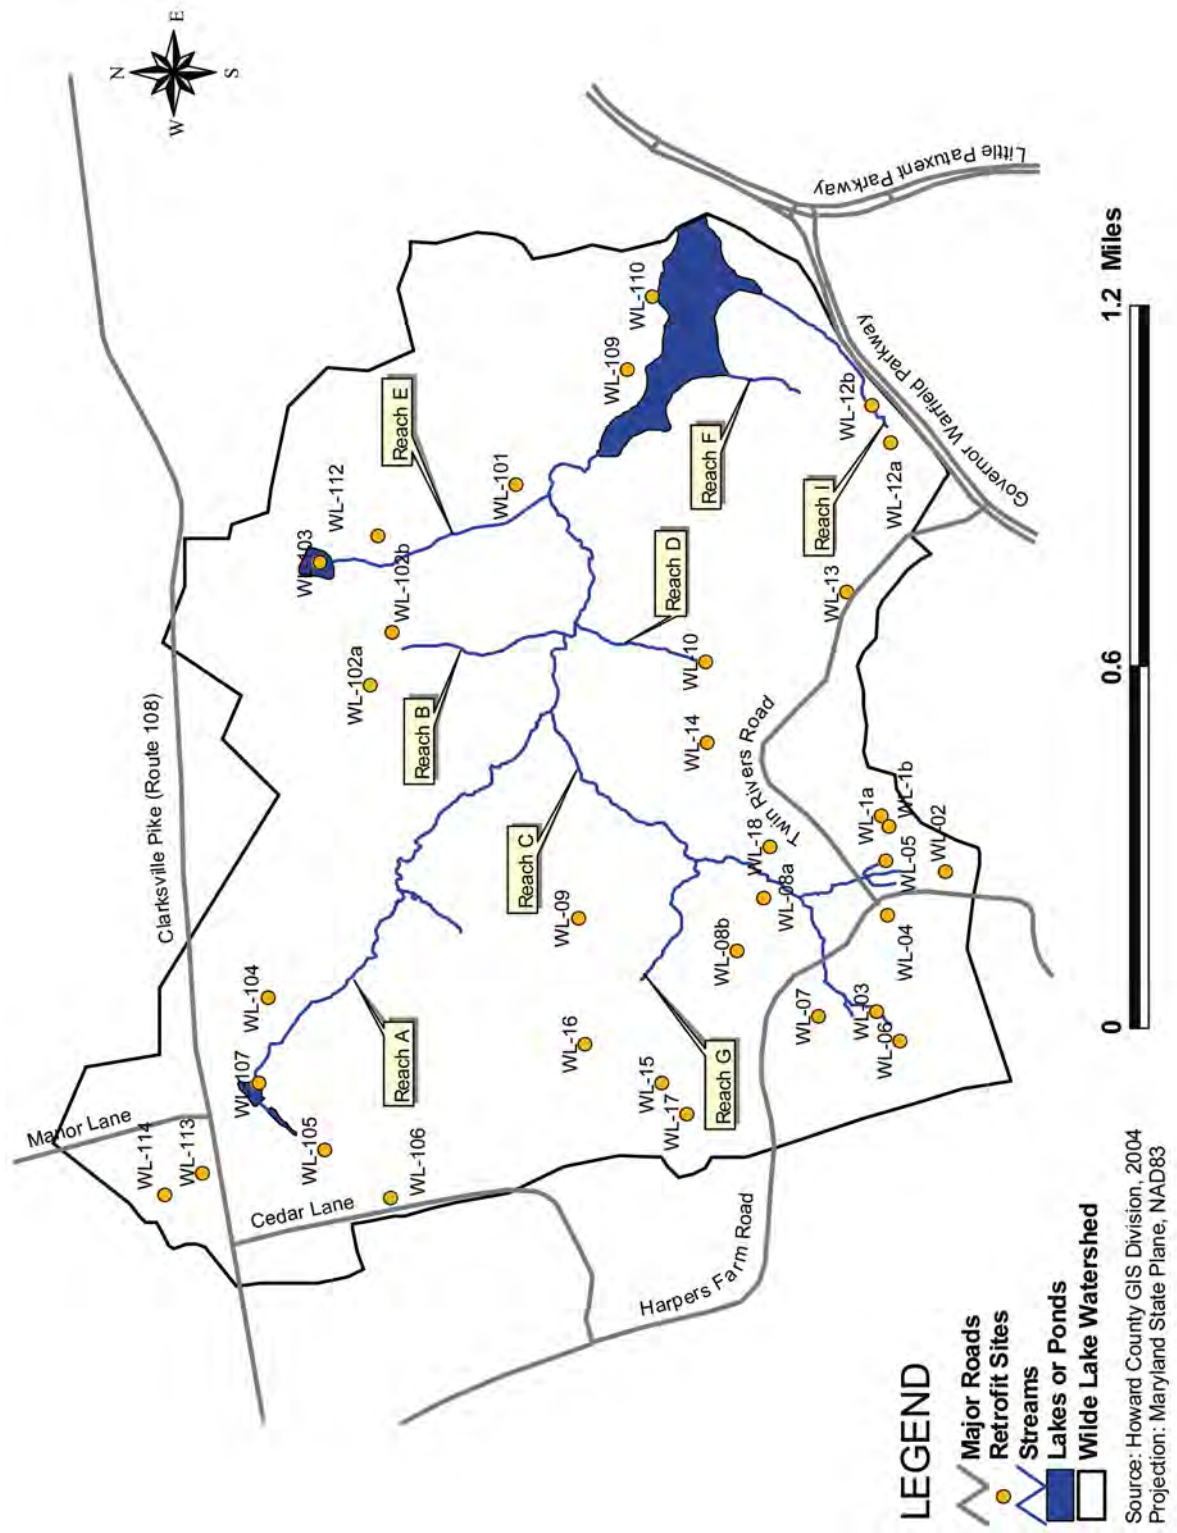 N
E
S
W
Clarksville Pike (Route 108)
Manor Lane
WL-114
WL-113
WL-107
WL-104
WL-105
Cedar Lane
WL-106
Reach A
WL-103
WL-112
WL-102b
WL-102a
Reach B
Reach E
WL-101
WL-109
WL-110
Reach C
WL-09
WL-16
WL-15
WL-17
Reach G
Reach D
WL-10
WL-14
Reach F
WL-12b
WL-12a
Reach I
WL-13
Twin Rivers Road
WL-18
WL-08a
WL-08b
WL-1a
WL-1b
WL-05
WL-02
WL-04
WL-07
WL-03
WL-06
Harpers Farm Road
Governor Warfield Parkway
Little Patuxent Parkway
0
0.6
1.2 Miles
LEGEND
Major Roads
Retrofit Sites
Streams
Lakes or Ponds
Wilde Lake Watershed
Source: Howard County GIS Division, 2004
Projection: Maryland State Plane, NAD83